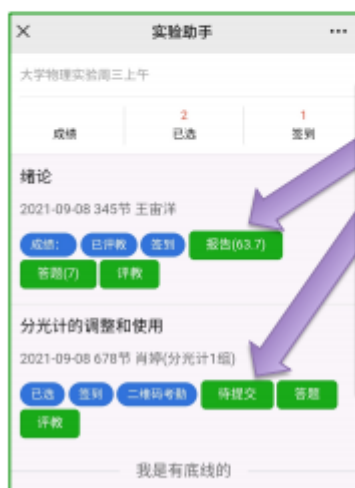 实验助手
大学物理实验周三上午
2 1
成绩 已选 签到
绪论
2021-09-08 345节 王宙洋
成绩： 已评教 签到 报告(63.7)
答题(7) 评教
分光计的调整和使用
2021-09-08 678节 肖婷(分光计1组)
已选 签到 二维码考勤 待提交 答题
评教
我是有底线的